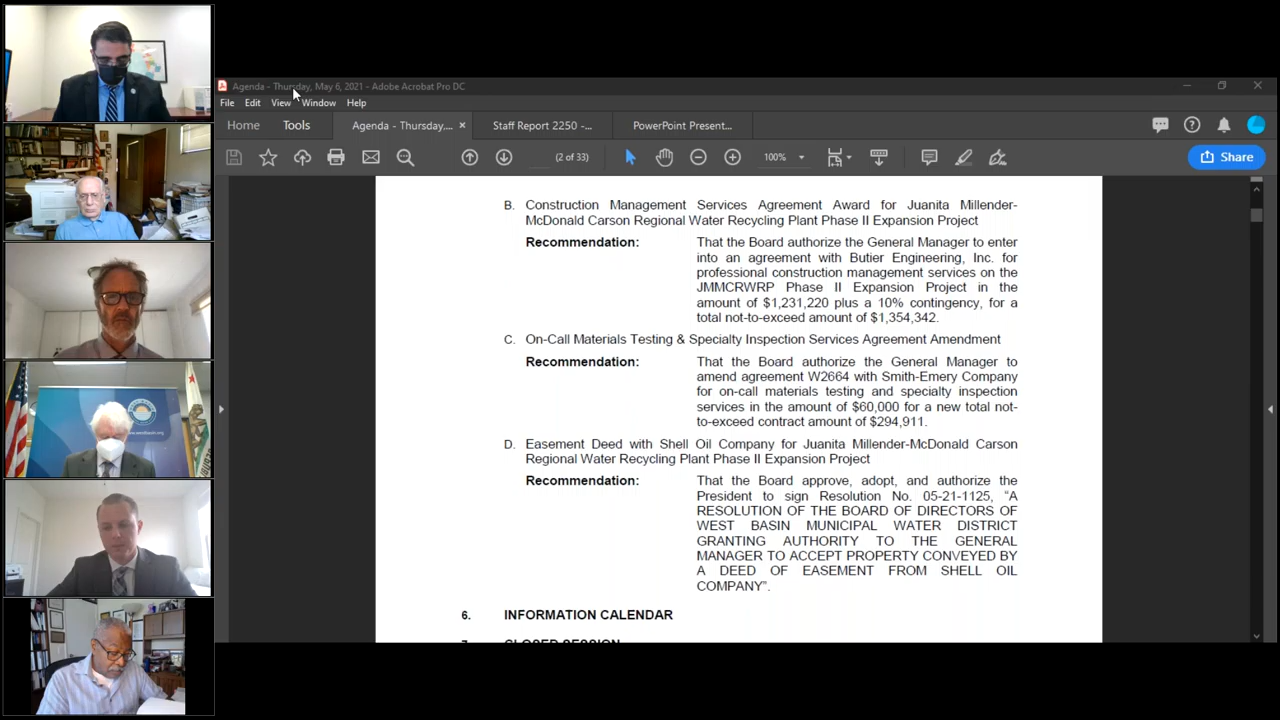 Agenda - Thursday, May 6, 2021 - Adobe Acrobat Pro DC
File Edit View Window Help
Home Tools Agenda - Thursday,... × Staff Report 2250 -... PowerPoint Present...
(2 of 33) 100% Share
B. Construction Management Services Agreement Award for Juanita Millender-
McDonald Carson Regional Water Recycling Plant Phase II Expansion Project
Recommendation: That the Board authorize the General Manager to enter
into an agreement with Butier Engineering, Inc. for
professional construction management services on the
JMMCRWRP Phase II Expansion Project in the
amount of $1,231,220 plus a 10% contingency, for a
total not-to-exceed amount of $1,354,342.
C. On-Call Materials Testing & Specialty Inspection Services Agreement Amendment
Recommendation: That the Board authorize the General Manager to
amend agreement W2664 with Smith-Emery Company
for on-call materials testing and specialty inspection
services in the amount of $60,000 for a new total not-
to-exceed contract amount of $294,911.
D. Easement Deed with Shell Oil Company for Juanita Millender-McDonald Carson
Regional Water Recycling Plant Phase II Expansion Project
Recommendation: That the Board approve, adopt, and authorize the
President to sign Resolution No. 05-21-1125, “A
RESOLUTION OF THE BOARD OF DIRECTORS OF
WEST BASIN MUNICIPAL WATER DISTRICT
GRANTING AUTHORITY TO THE GENERAL
MANAGER TO ACCEPT PROPERTY CONVEYED BY
A DEED OF EASEMENT FROM SHELL OIL
COMPANY”.
6. INFORMATION CALENDAR
7. CLOSED SESSION